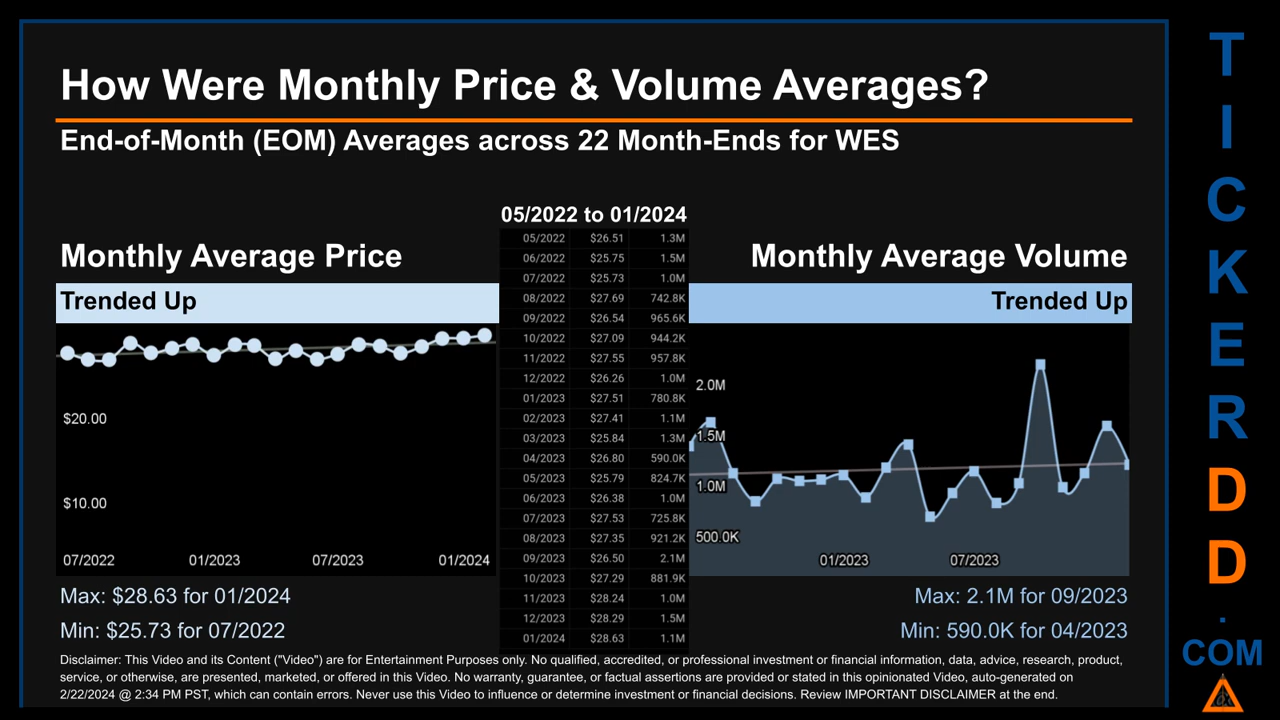 How Were Monthly Price & Volume Averages?
End-of-Month (EOM) Averages across 22 Month-Ends for WES
05/2022 to 01/2024
Monthly Average Price
Trended Up
$20.00
$10.00
07/2022 01/2023 07/2023 01/2024
Max: $28.63 for 01/2024
Min: $25.73 for 07/2022
05/2022 $26.51 1.3M
06/2022 $25.75 1.5M
07/2022 $25.73 1.0M
08/2022 $27.69 742.8K
09/2022 $26.54 965.6K
10/2022 $27.09 944.2K
11/2022 $27.55 957.8K
12/2022 $26.26 1.0M
01/2023 $27.51 780.8K
02/2023 $27.41 1.1M
03/2023 $25.84 1.3M
04/2023 $26.80 590.0K
05/2023 $25.79 824.7K
06/2023 $26.38 1.0M
07/2023 $27.53 725.8K
08/2023 $27.35 921.2K
09/2023 $26.50 2.1M
10/2023 $27.29 881.9K
11/2023 $28.24 1.0M
12/2023 $28.29 1.5M
01/2024 $28.63 1.1M
Monthly Average Volume
Trended Up
2.0M
1.5M
1.0M
500.0K
01/2023 07/2023
Max: 2.1M for 09/2023
Min: 590.0K for 04/2023
Disclaimer: This Video and its Content ("Video") are for Entertainment Purposes only. No qualified, accredited, or professional investment or financial information, data, advice, research, product,
service, or otherwise, are presented, marketed, or offered in this Video. No warranty, guarantee, or factual assertions are provided or stated in this opinionated Video, auto-generated on
2/22/2024 @ 2:34 PM PST, which can contain errors. Never use this Video to influence or determine investment or financial decisions. Review IMPORTANT DISCLAIMER at the end.
T
I
C
K
E
R
D
D
.
COM